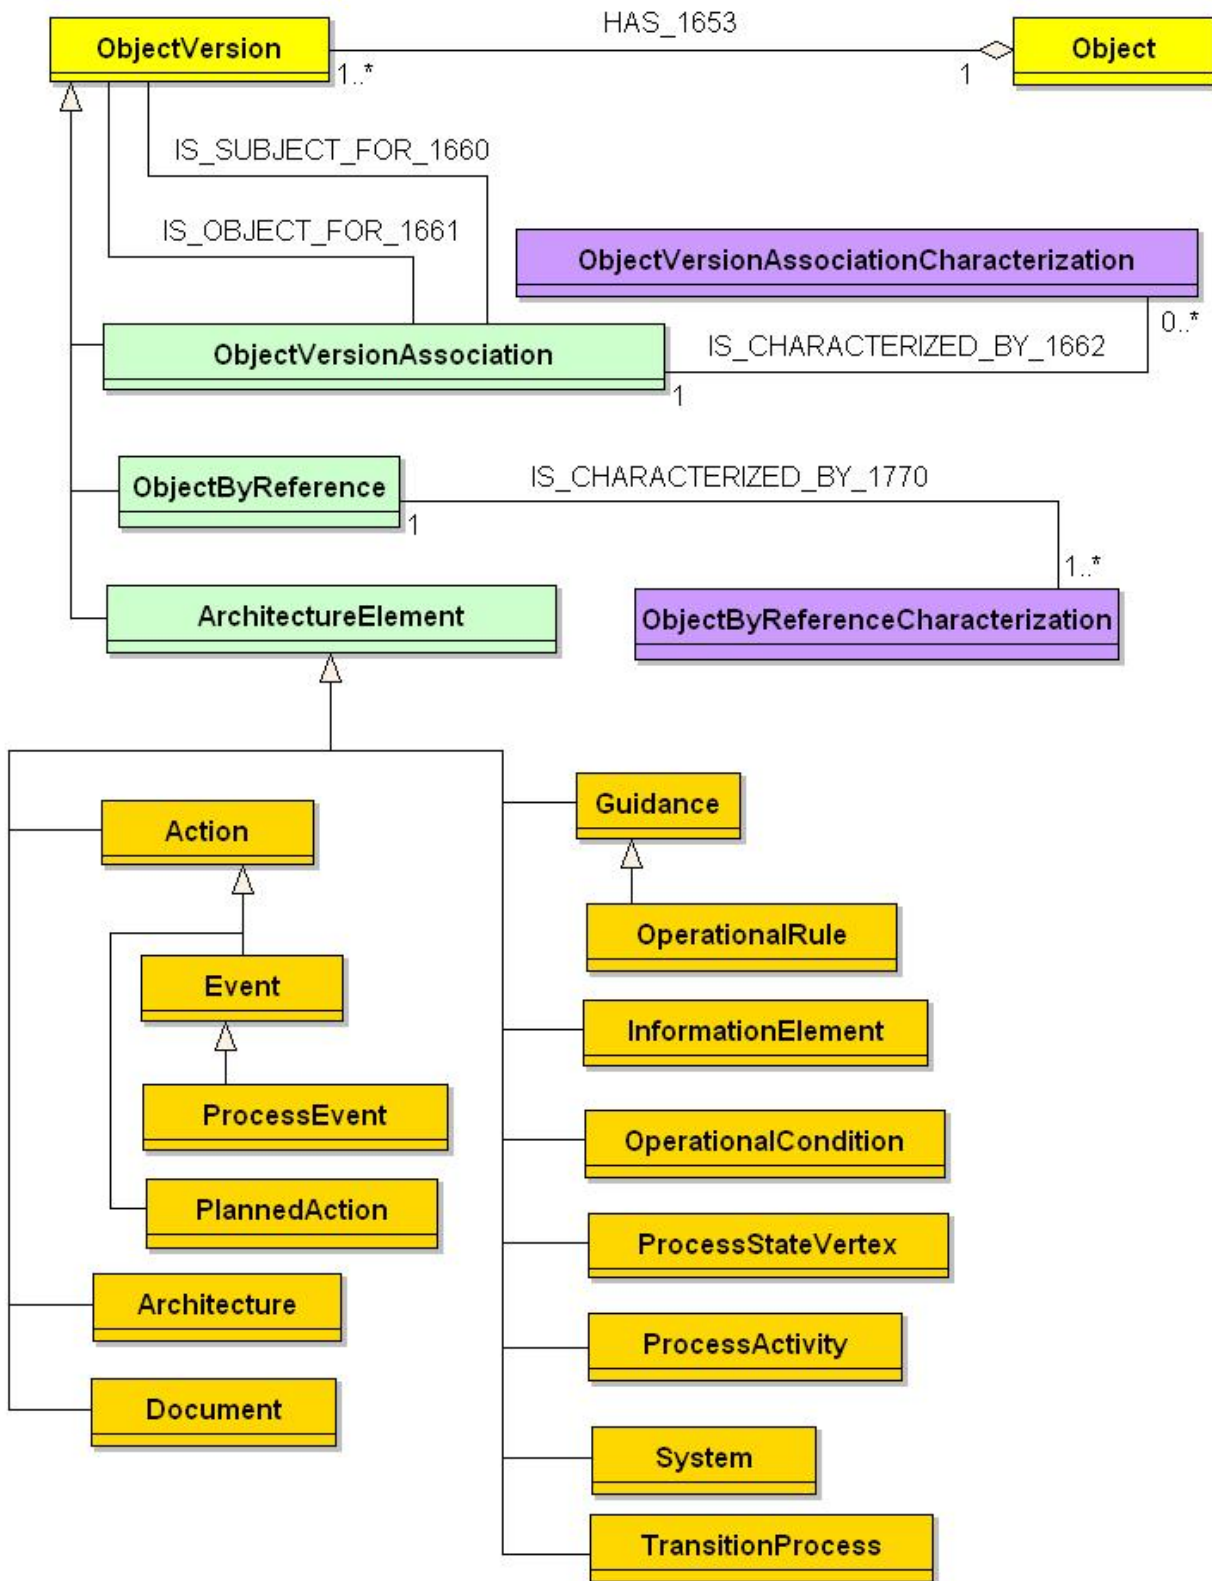 HAS_1653
ObjectVersion
Object
1..*
1
IS_SUBJECT_FOR_1660
IS_OBJECT_FOR_1661
ObjectVersionAssociationCharacterization
0..*
ObjectVersionAssociation
IS_CHARACTERIZED_BY_1662
1
ObjectByReference
IS_CHARACTERIZED_BY_1770
1
1..*
ArchitectureElement
ObjectByReferenceCharacterization
Action
Event
ProcessEvent
PlannedAction
Architecture
Document
Guidance
OperationalRule
InformationElement
OperationalCondition
ProcessStateVertex
ProcessActivity
System
TransitionProcess